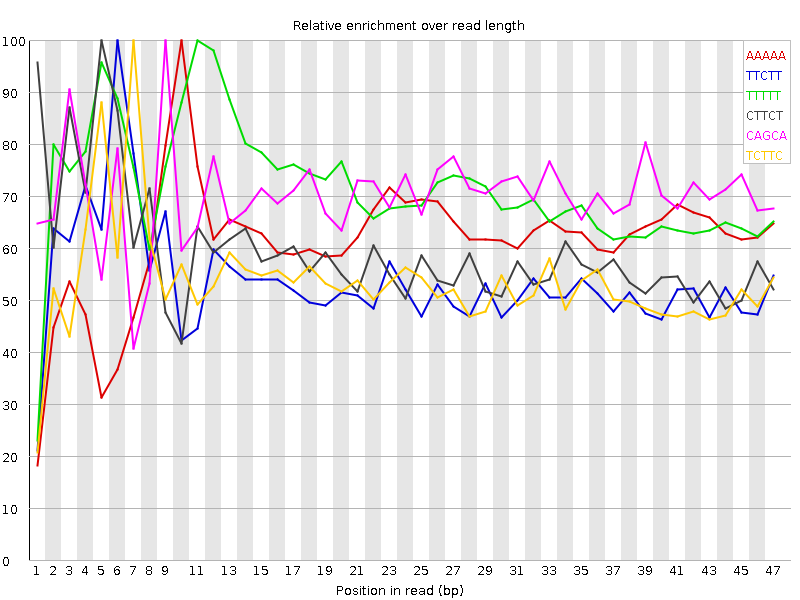 Relative enrichment over read length
100
90
80
70
60
50
40
30
20
10
0
AAAAA
TTCTT
TTTTT
CTTCT
CAGCA
TCTTC
1 2 3 4 5 6 7 8 9 11 13 15 17 19 21 23 25 27 29 31 33 35 37 39 41 43 45 47
Position in read (bp)